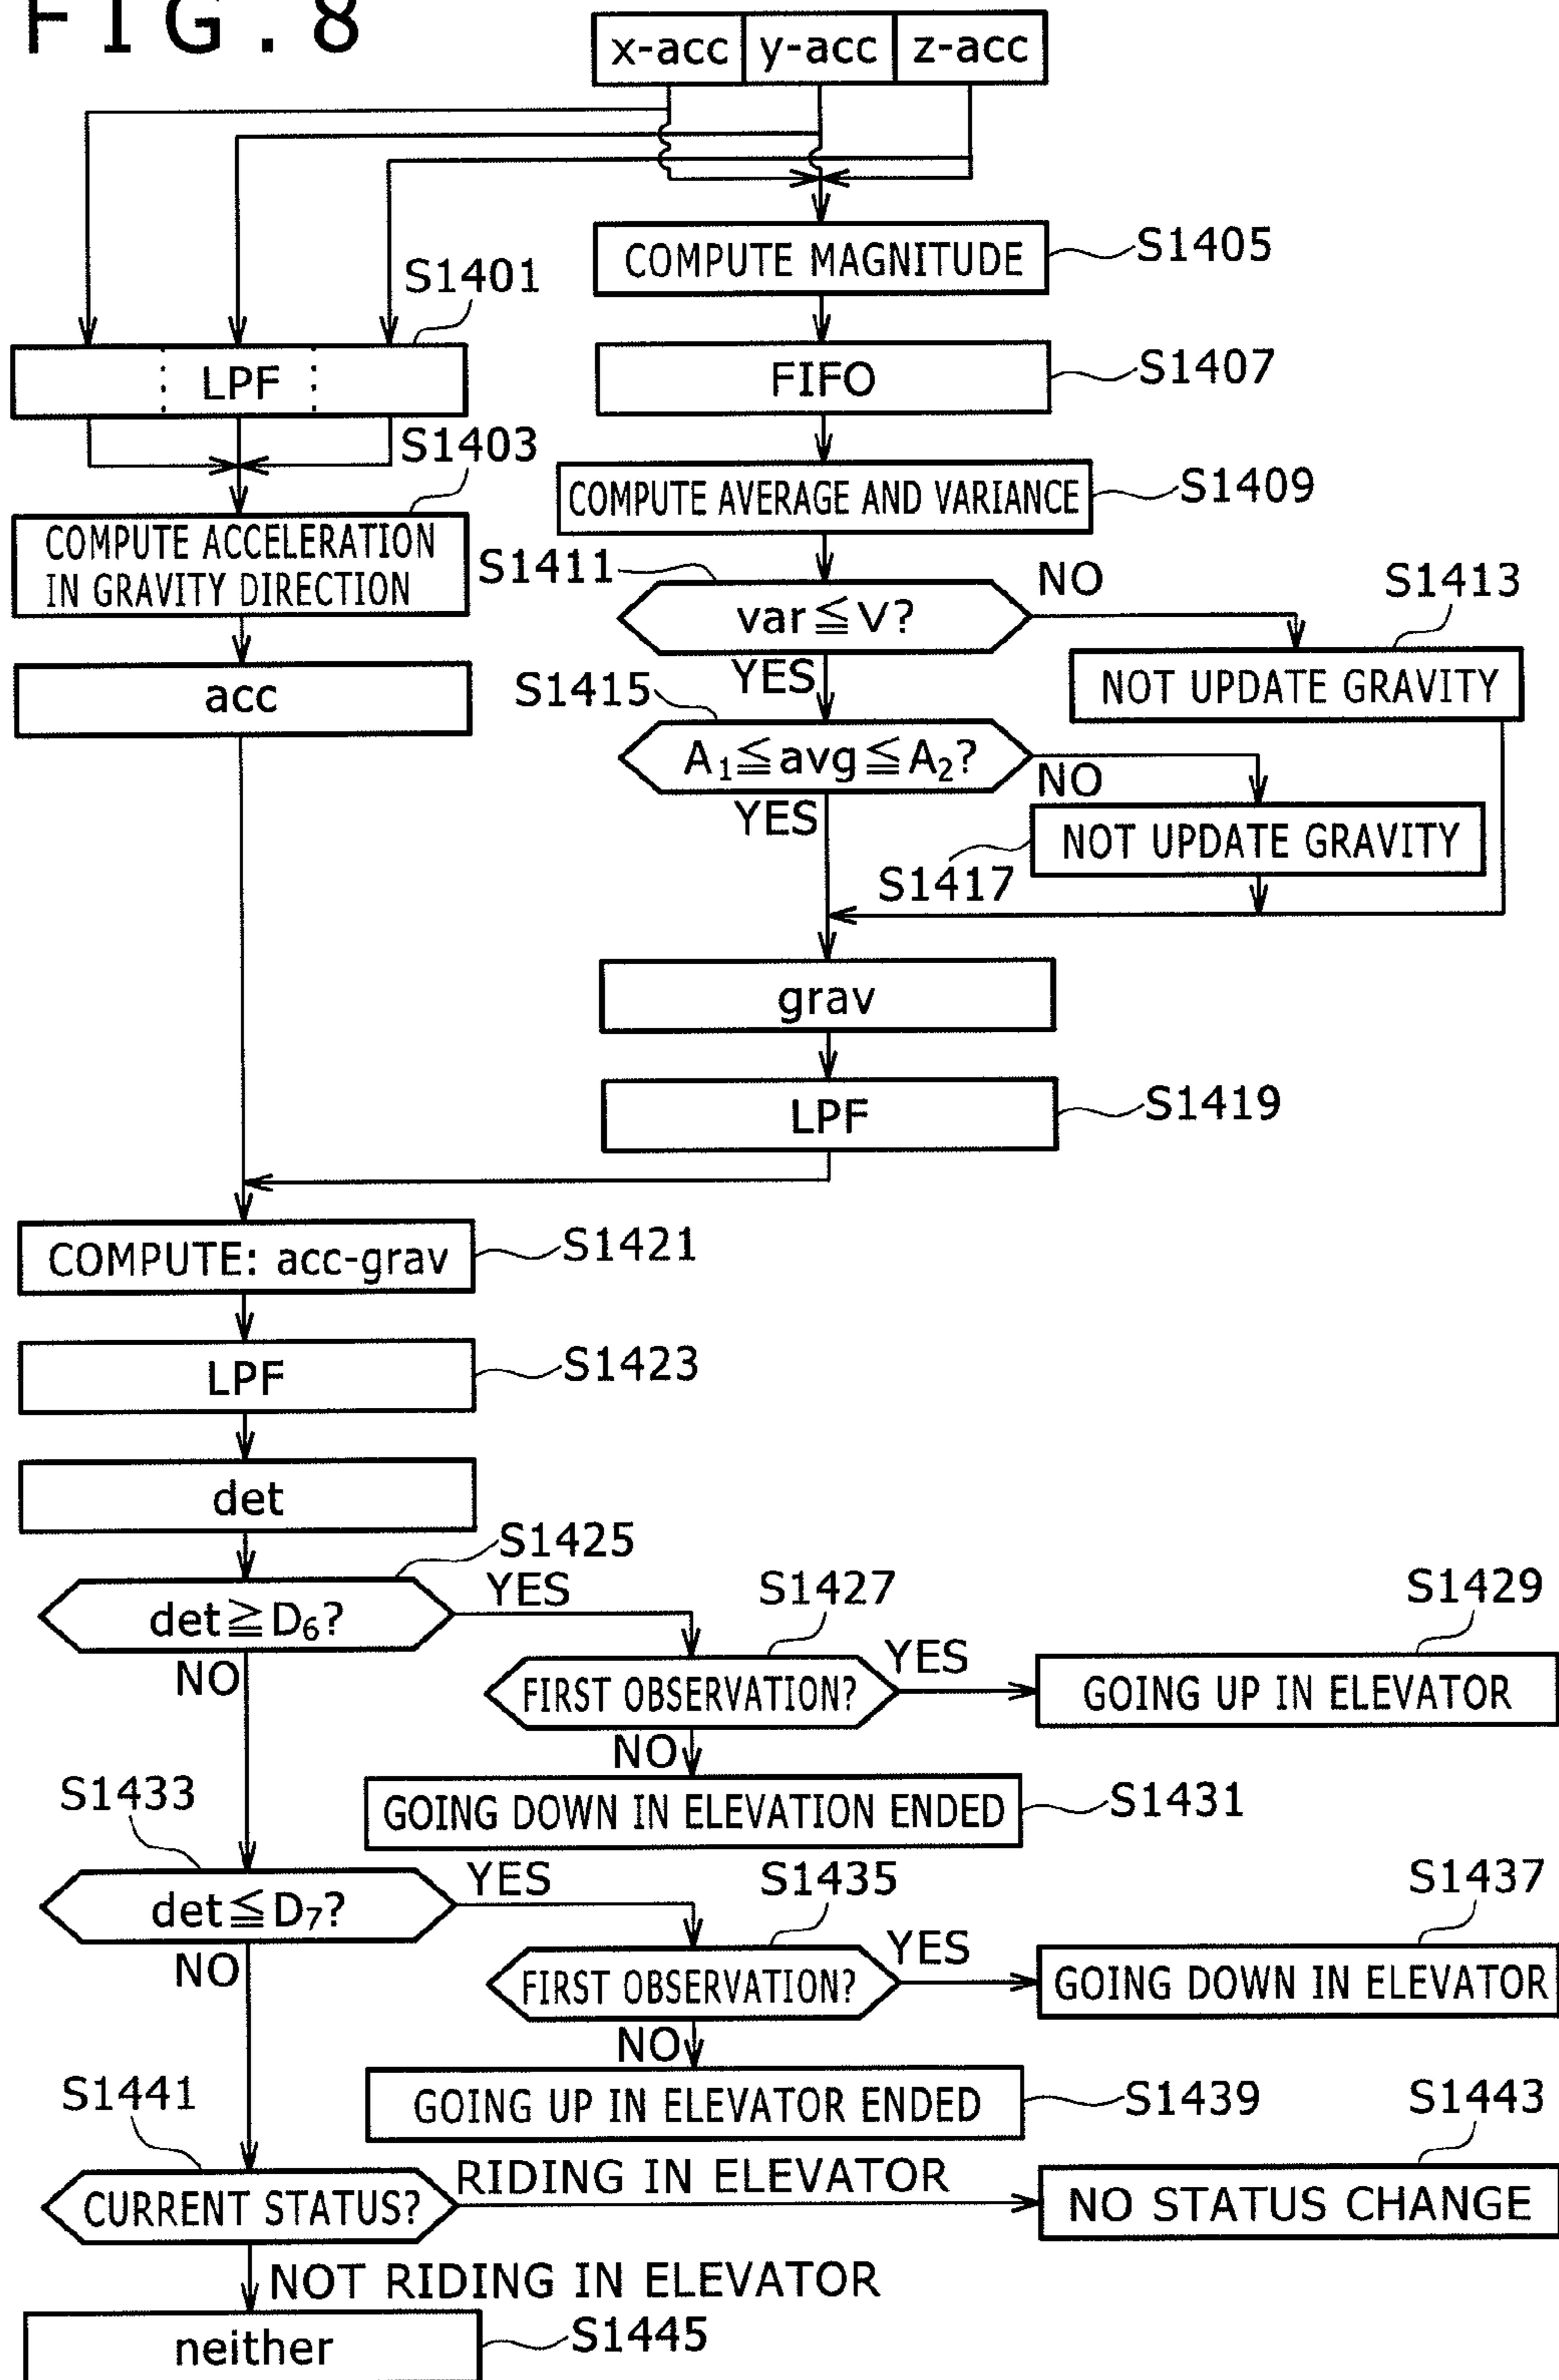 FIG.8
x-acc y-acc z-acc
COMPUTE MAGNITUDE
S1405
S1401
LPF
FIFO
S1407
S1403
COMPUTE AVERAGE AND VARIANCE
S1409
COMPUTE ACCELERATION
IN GRAVITY DIRECTION
S1411
var≦V?
NO
S1413
YES
NOT UPDATE GRAVITY
acc
S1415
A₁≦avg≦A₂?
NO
YES
NOT UPDATE GRAVITY
S1417
grav
LPF
S1419
COMPUTE: acc-grav
S1421
LPF
S1423
det
S1425
det≧D₆?
YES
S1427
S1429
NO
FIRST OBSERVATION?
YES
GOING UP IN ELEVATOR
NO
S1433
GOING DOWN IN ELEVATION ENDED
S1431
det≦D₇?
YES
S1435
S1437
NO
FIRST OBSERVATION?
YES
GOING DOWN IN ELEVATOR
NO
S1441
GOING UP IN ELEVATOR ENDED
S1439
S1443
CURRENT STATUS?
RIDING IN ELEVATOR
NO STATUS CHANGE
NOT RIDING IN ELEVATOR
neither
S1445